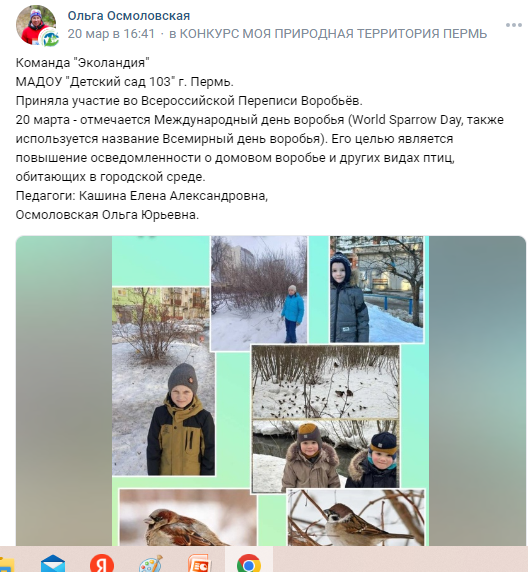 Ольга Осмоловская
20 мар в 16:41 · в КОНКУРС МОЯ ПРИРОДНАЯ ТЕРРИТОРИЯ ПЕРМЬ
Команда "Эколандия"
МАДОУ "Детский сад 103" г. Пермь.
Приняла участие во Всероссийской Переписи Воробьёв.
20 марта - отмечается Международный день воробья (World Sparrow Day, также
используется название Всемирный день воробья). Его целью является
повышение осведомленности о домовом воробье и других видах птиц,
обитающих в городской среде.
Педагоги: Кашина Елена Александровна,
Осмоловская Ольга Юрьевна.
Я